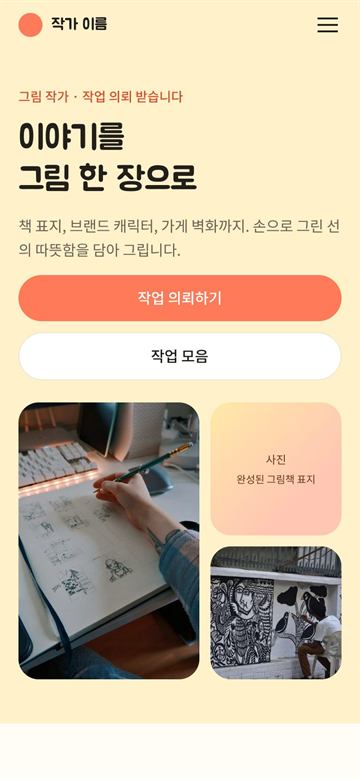 작가 이름
그림 작가 · 작업 의뢰 받습니다
이야기를
그림 한 장으로
책 표지, 브랜드 캐릭터, 가게 벽화까지. 손으로 그린 선
의 따뜻함을 담아 그립니다.
작업 의뢰하기
작업 모음
사진
완성된 그림책 표지